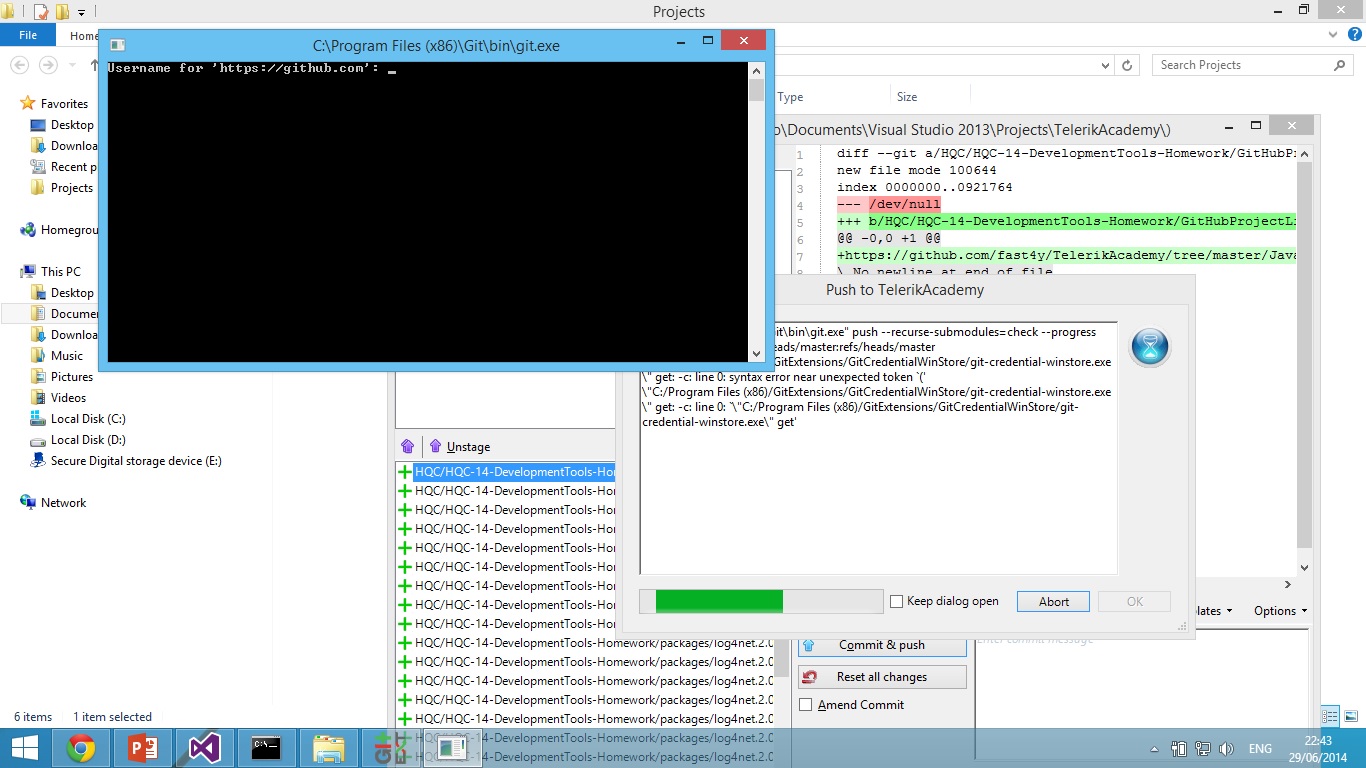 Projects
File
Home
C:\Program Files (x86)\Git\bin\git.exe
Username for 'https://github.com': _
Search Projects
Type
Size
Favorites
Desktop
Downloa
Recent p
Projects
Homegrou
This PC
Desktop
Documen
Downloa
Music
Pictures
Videos
Local Disk (C:)
Local Disk (D:)
Secure Digital storage device (E:)
Network
6 items
1 item selected
\Documents\Visual Studio 2013\Projects\TelerikAcademy\)
1 diff --git a/HQC/HQC-14-DevelopmentTools-Homework/GitHubPr
2 new file mode 100644
3 index 0000000..0921764
4 --- /dev/null
5 +++ b/HQC/HQC-14-DevelopmentTools-Homework/GitHubProjectLi
6 @@ -0,0 +1 @@
7 +https://github.com/fast4y/TelerikAcademy/tree/master/Java
8 \ No newline at end of file
Push to TelerikAcademy
it\bin\git.exe" push --recurse-submodules=check --progress
eads/master:refs/heads/master
/GitExtensions/GitCredentialWinStore/git-credential-winstore.exe
\" get: -c: line 0: syntax error near unexpected token `('
\"C:/Program Files (x86)/GitExtensions/GitCredentialWinStore/git-credential-winstore.exe
\" get: -c: line 0: `\"C:/Program Files (x86)/GitExtensions/GitCredentialWinStore/git-
credential-winstore.exe\" get'
Keep dialog open
Abort
OK
Unstage
HQC/HQC-14-DevelopmentTools-Hom
HQC/HQC-14-DevelopmentTools-Hom
HQC/HQC-14-DevelopmentTools-Hom
HQC/HQC-14-DevelopmentTools-Hom
HQC/HQC-14-DevelopmentTools-Hom
HQC/HQC-14-DevelopmentTools-Hom
HQC/HQC-14-DevelopmentTools-Hom
HQC/HQC-14-DevelopmentTools-Hom
HQC/HQC-14-DevelopmentTools-Hom
HQC/HQC-14-DevelopmentTools-Homework/packages/log4net.2.0
HQC/HQC-14-DevelopmentTools-Homework/packages/log4net.2.0
HQC/HQC-14-DevelopmentTools-Homework/packages/log4net.2.0
HQC/HQC-14-DevelopmentTools-Homework/packages/log4net.2.0
HQC/HQC-14-DevelopmentTools-Homework/packages/log4net.2.0
HQC/HQC-14-DevelopmentTools-Homework/packages/log4net.2.0
HQC/HQC-14-DevelopmentTools-Homework/packages/log4net.2.0
lates
Options
Commit & push
Enter commit message
Reset all changes
Amend Commit
GIT
EXT
ENG
22:43
29/06/2014